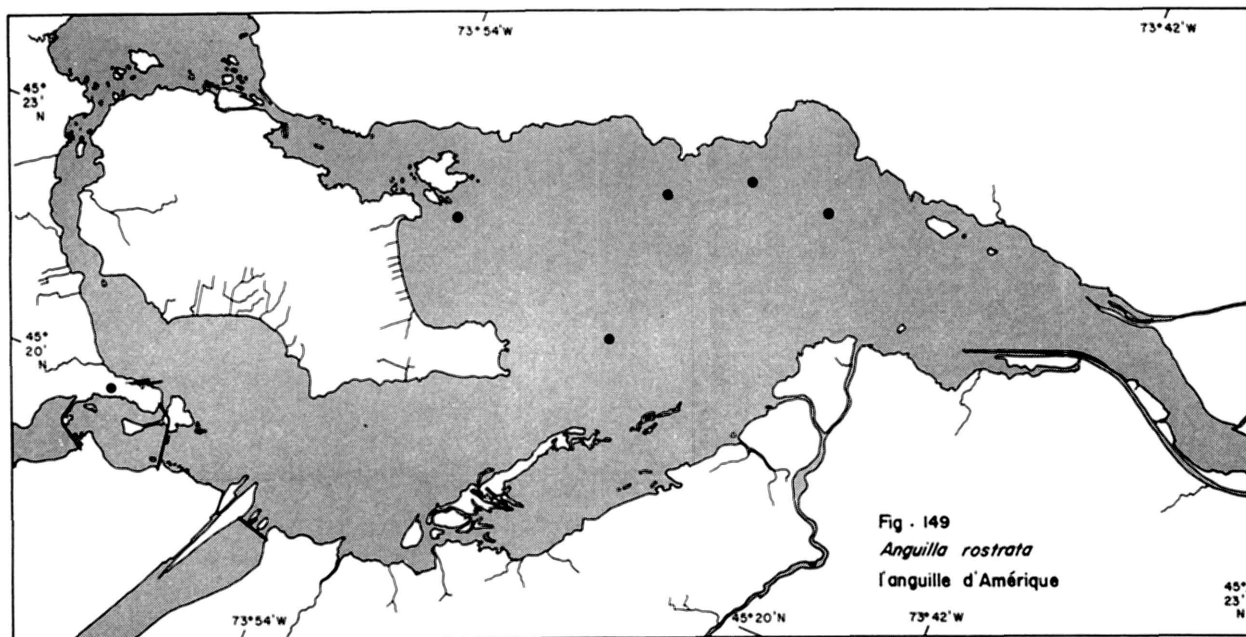 73° 54' W
73° 42' W
45°
23'
N
45°
20'
N
Fig. 149
Anguilla rostrata
l'anguille d'Amérique
45°
23'
N
73° 54' W
45° 20' N
73° 42' W